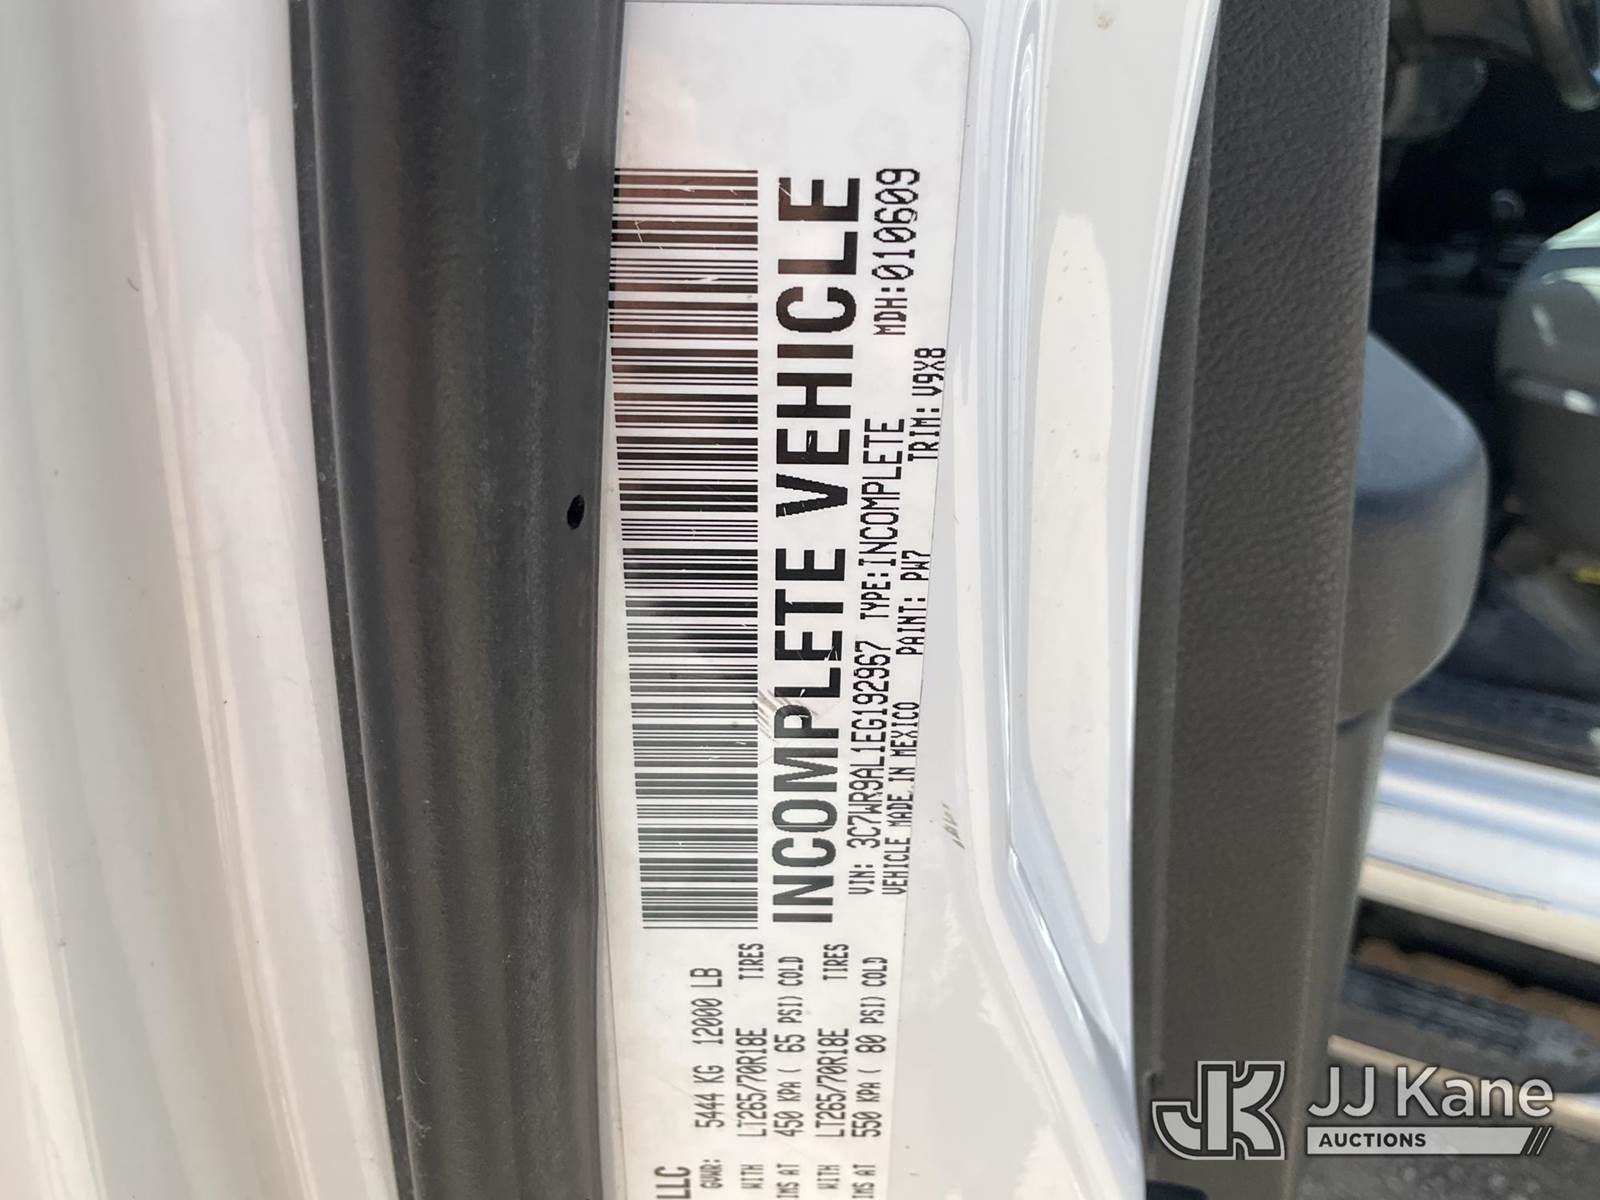 LLC
GVWR: 5444 KG 12000 LB
WITH LT265/70R18E TIRES
IMS AT 450 KPA( 65 PSI) COLD
WITH LT265/70R18E TIRES
IMS AT 550 KPA( 80 PSI) COLD
INCOMPLETE VEHICLE
VIN: 3C7WR9AL1EG192967 TYPE:INCOMPLETE MDH:010609
VEHICLE MADE IN MEXICO PAINT: PW7 TRIM: V9X8
JK JJ Kane
AUCTIONS